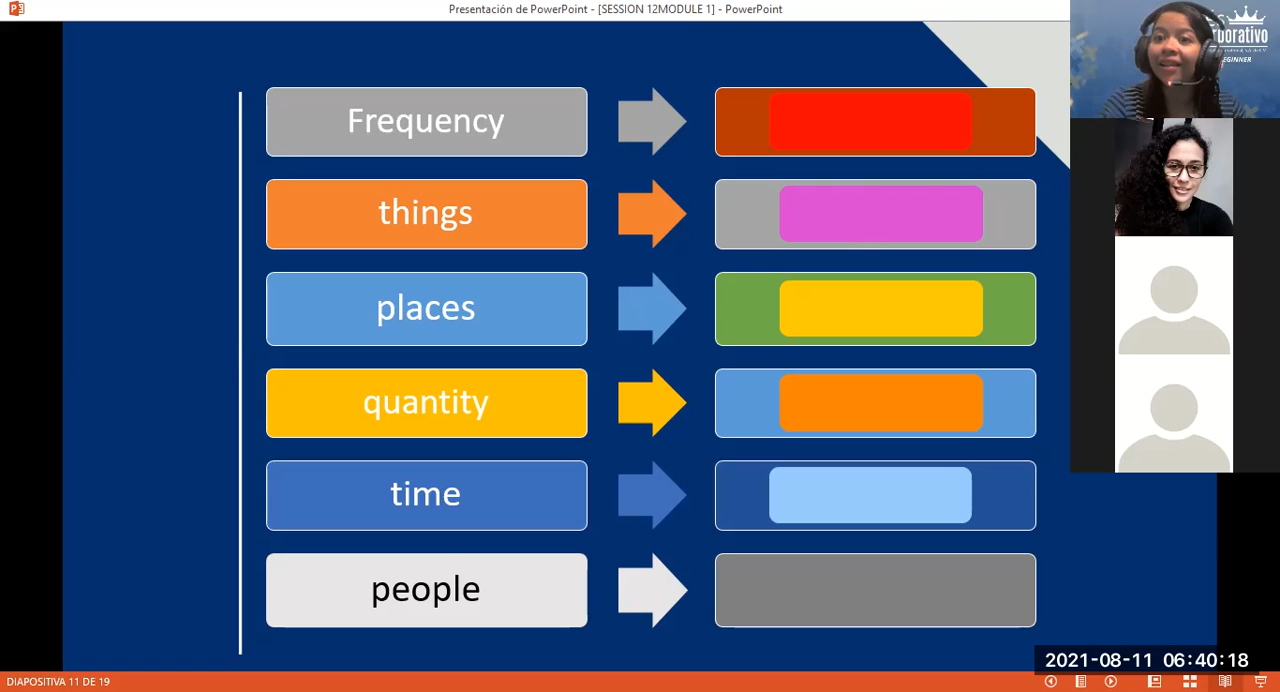 Presentación de PowerPoint - [SESSION 12MODULE 1] - PowerPoint
Frequency
things
places
quantity
time
people
BEGINNER
2021-08-11 06:40:18
DIAPOSITIVA 11 DE 19